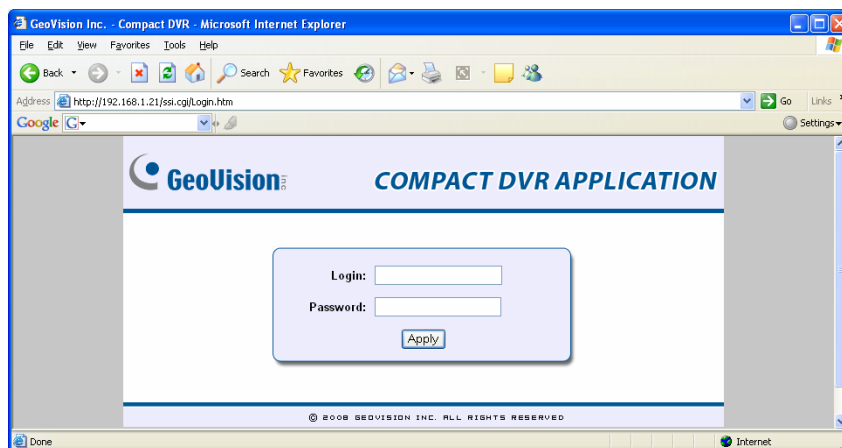 GeoVision Inc. - Compact DVR - Microsoft Internet Explorer
File Edit View Favorites Tools Help
Back Search Favorites
Address http://192.168.1.21/ssi.cgi/Login.htm Go Links
Google G Settings
GeoVision inc COMPACT DVR APPLICATION
Login:
Password:
Apply
© 2008 GEOVISION INC. ALL RIGHTS RESERVED
Done Internet